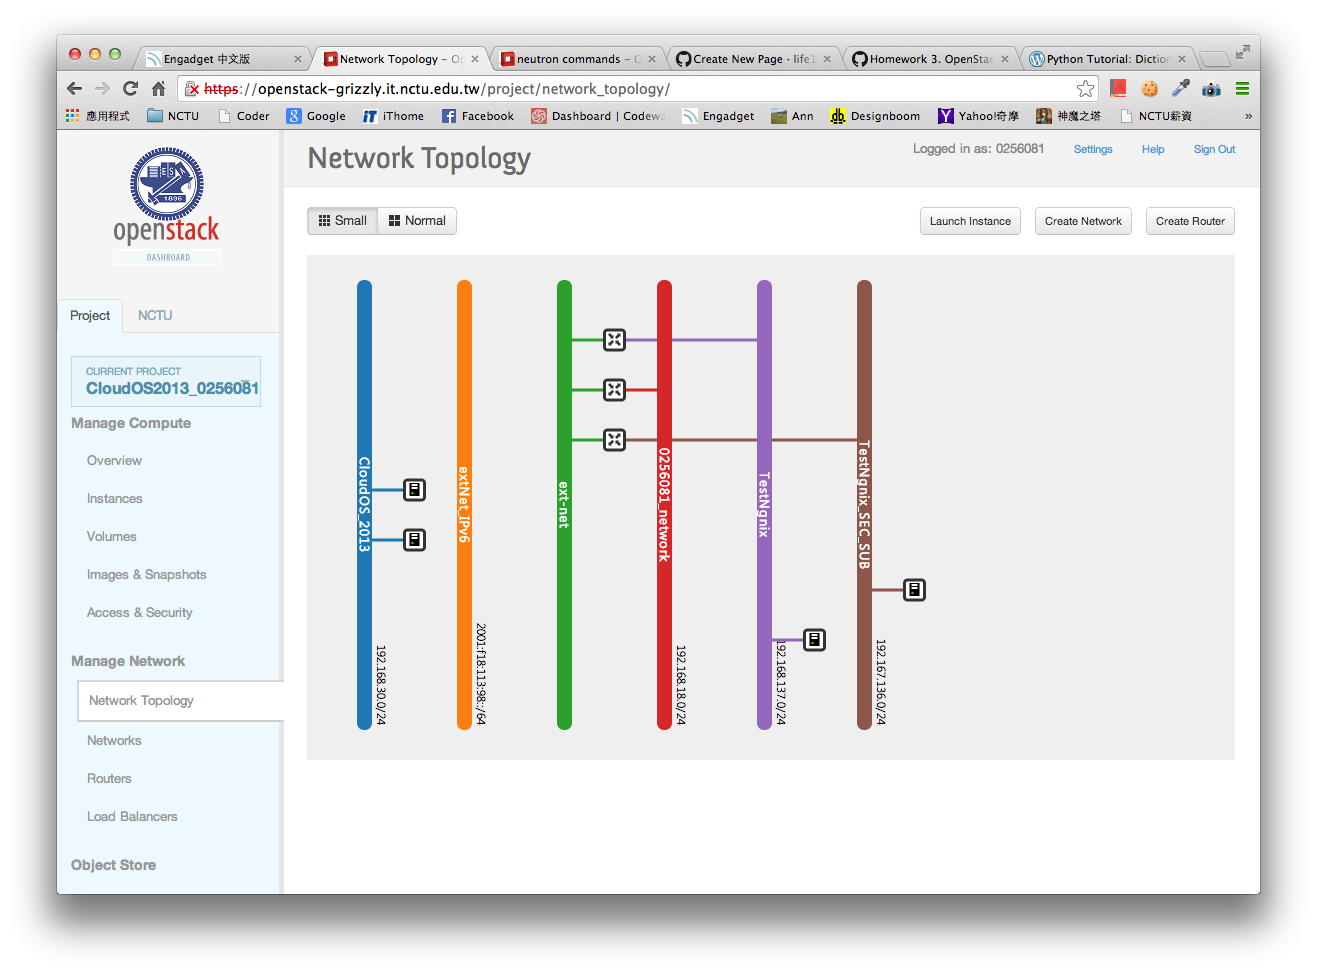 Engadget 中文版
Network Topology – Op
neutron commands – O
Create New Page · life1
Homework 3. OpenStac
Python Tutorial: Diction
https://openstack-grizzly.it.nctu.edu.tw/project/network_topology/
應用程式
NCTU
Coder
Google
iT
iThome
Facebook
Dashboard | Codewa
Engadget
Ann
Designboom
Yahoo!奇摩
神魔之塔
NCTU薪資
»
ES
1896
openstack
DASHBOARD
Network Topology
Logged in as: 0256081
Settings
Help
Sign Out
Small
Normal
Launch Instance
Create Network
Create Router
Project
NCTU
CURRENT PROJECT
CloudOS2013_0256081
Manage Compute
Overview
Instances
Volumes
Images & Snapshots
Access & Security
Manage Network
Network Topology
Networks
Routers
Load Balancers
Object Store
CloudOS_2013
192.168.30.0/24
extNet_IPv6
2001:f18:113:98::/64
ext-net
0256081_network
192.168.18.0/24
TestNgnix
192.168.137.0/24
TestNgnix_SEC_SUB
192.167.136.0/24